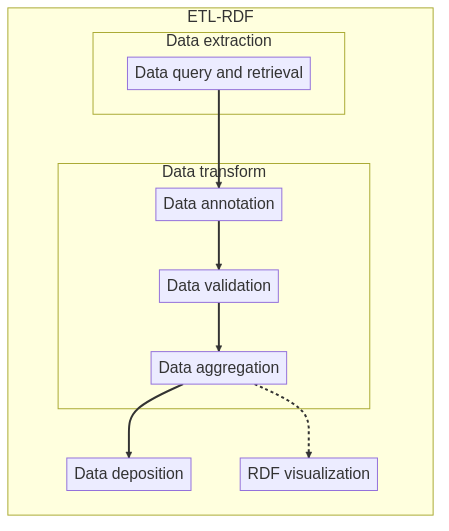 ETL-RDF
Data extraction
Data query and retrieval
Data transform
Data annotation
Data validation
Data aggregation
Data deposition
RDF visualization